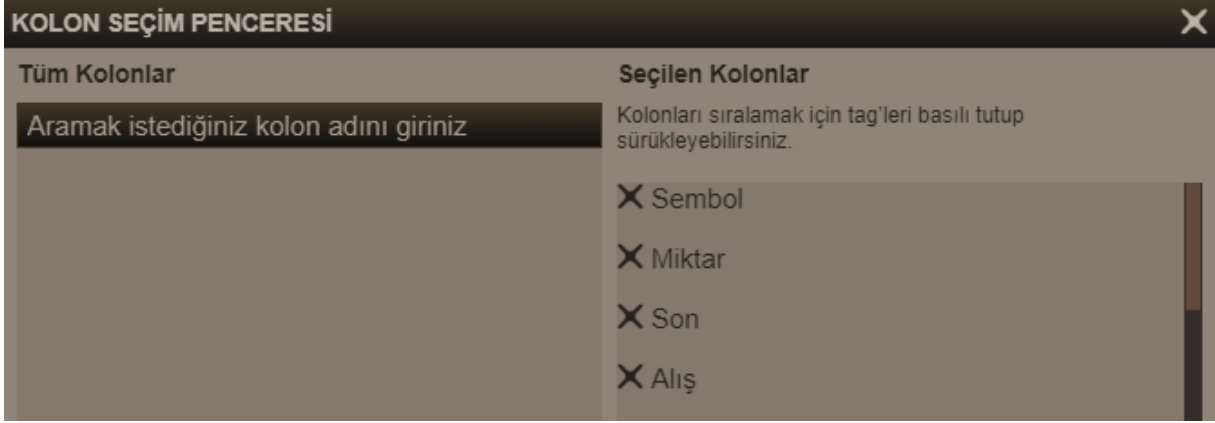 KOLON SEÇİM PENCERESİ
Tüm Kolonlar
Aramak istediğiniz kolon adını giriniz
Seçilen Kolonlar
Kolonları sıralamak için tag'leri basılı tutup
sürükleyebilirsiniz.
Sembol
Miktar
Son
Alış